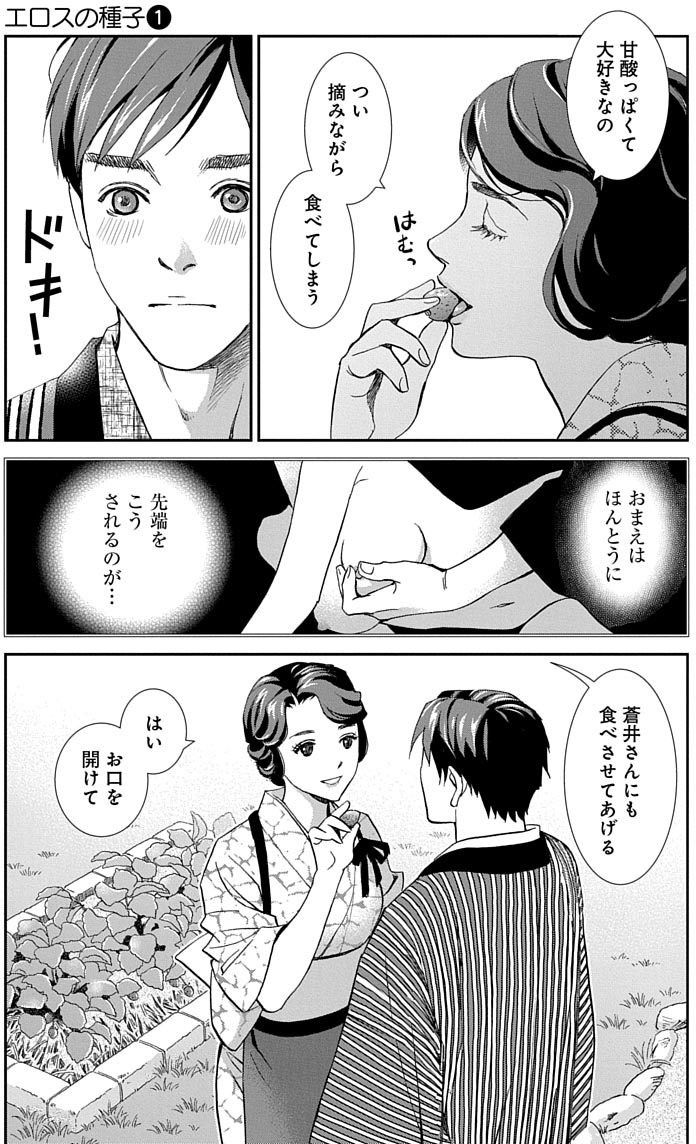 エロスの種子❶
甘酸っぱくて
大好きなの
つい
摘みながら
食べてしまう
はむっ
ドキ!
おまえは
ほんとうに
先端を
こう
されるのが…
蒼井さんにも
食べさせてあげる
はい
お口を
開けて